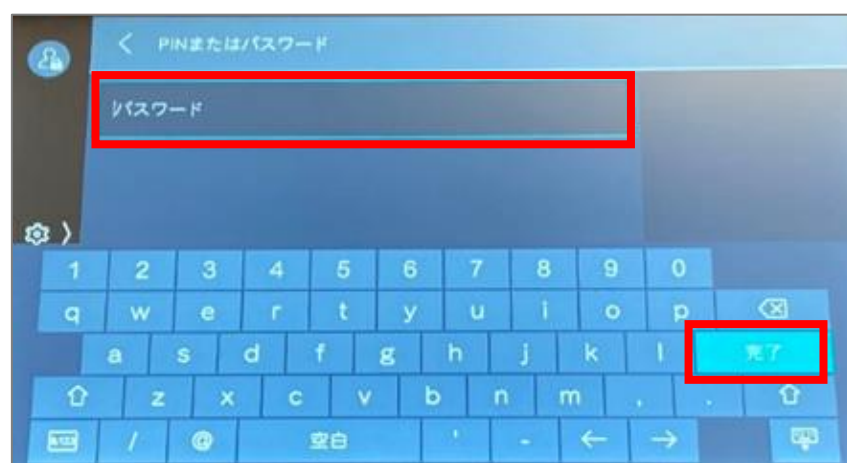 PINまたはパスワード
パスワード
1 2 3 4 5 6 7 8 9 0
q w e r t y u i o p
a s d f g h j k l 完了
z x c v b n m , .
&123 / @ 空白 ' -